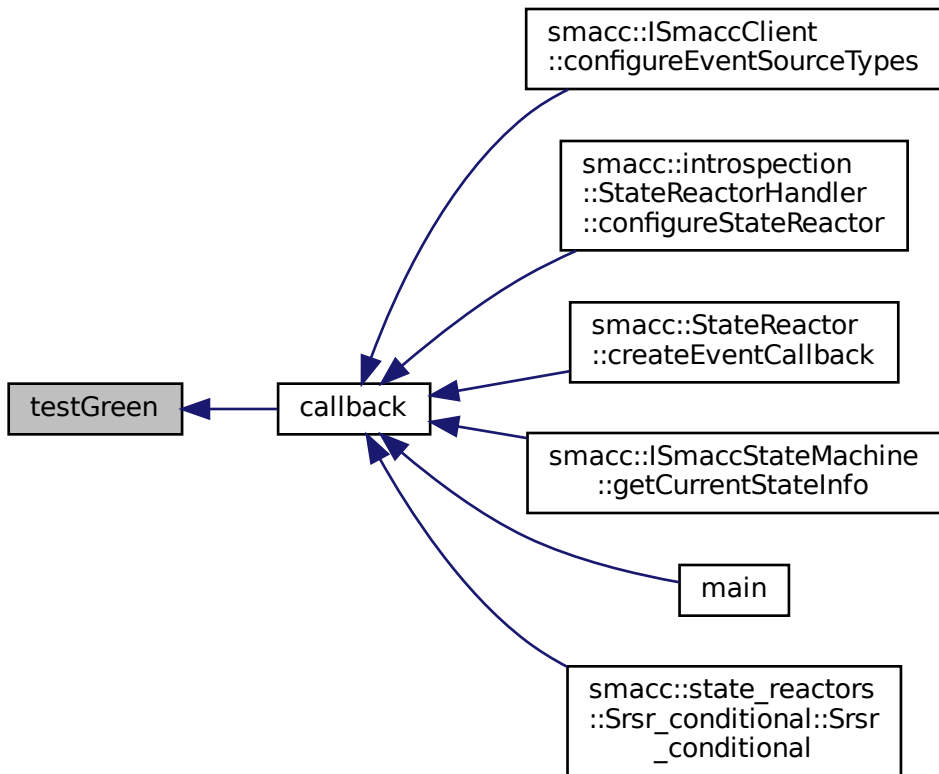 smacc::ISmaccClient
::configureEventSourceTypes
smacc::introspection
::StateReactorHandler
::configureStateReactor
smacc::StateReactor
::createEventCallback
testGreen
callback
smacc::ISmaccStateMachine
::getCurrentStateInfo
main
smacc::state_reactors
::Srsr_conditional::Srsr
_conditional